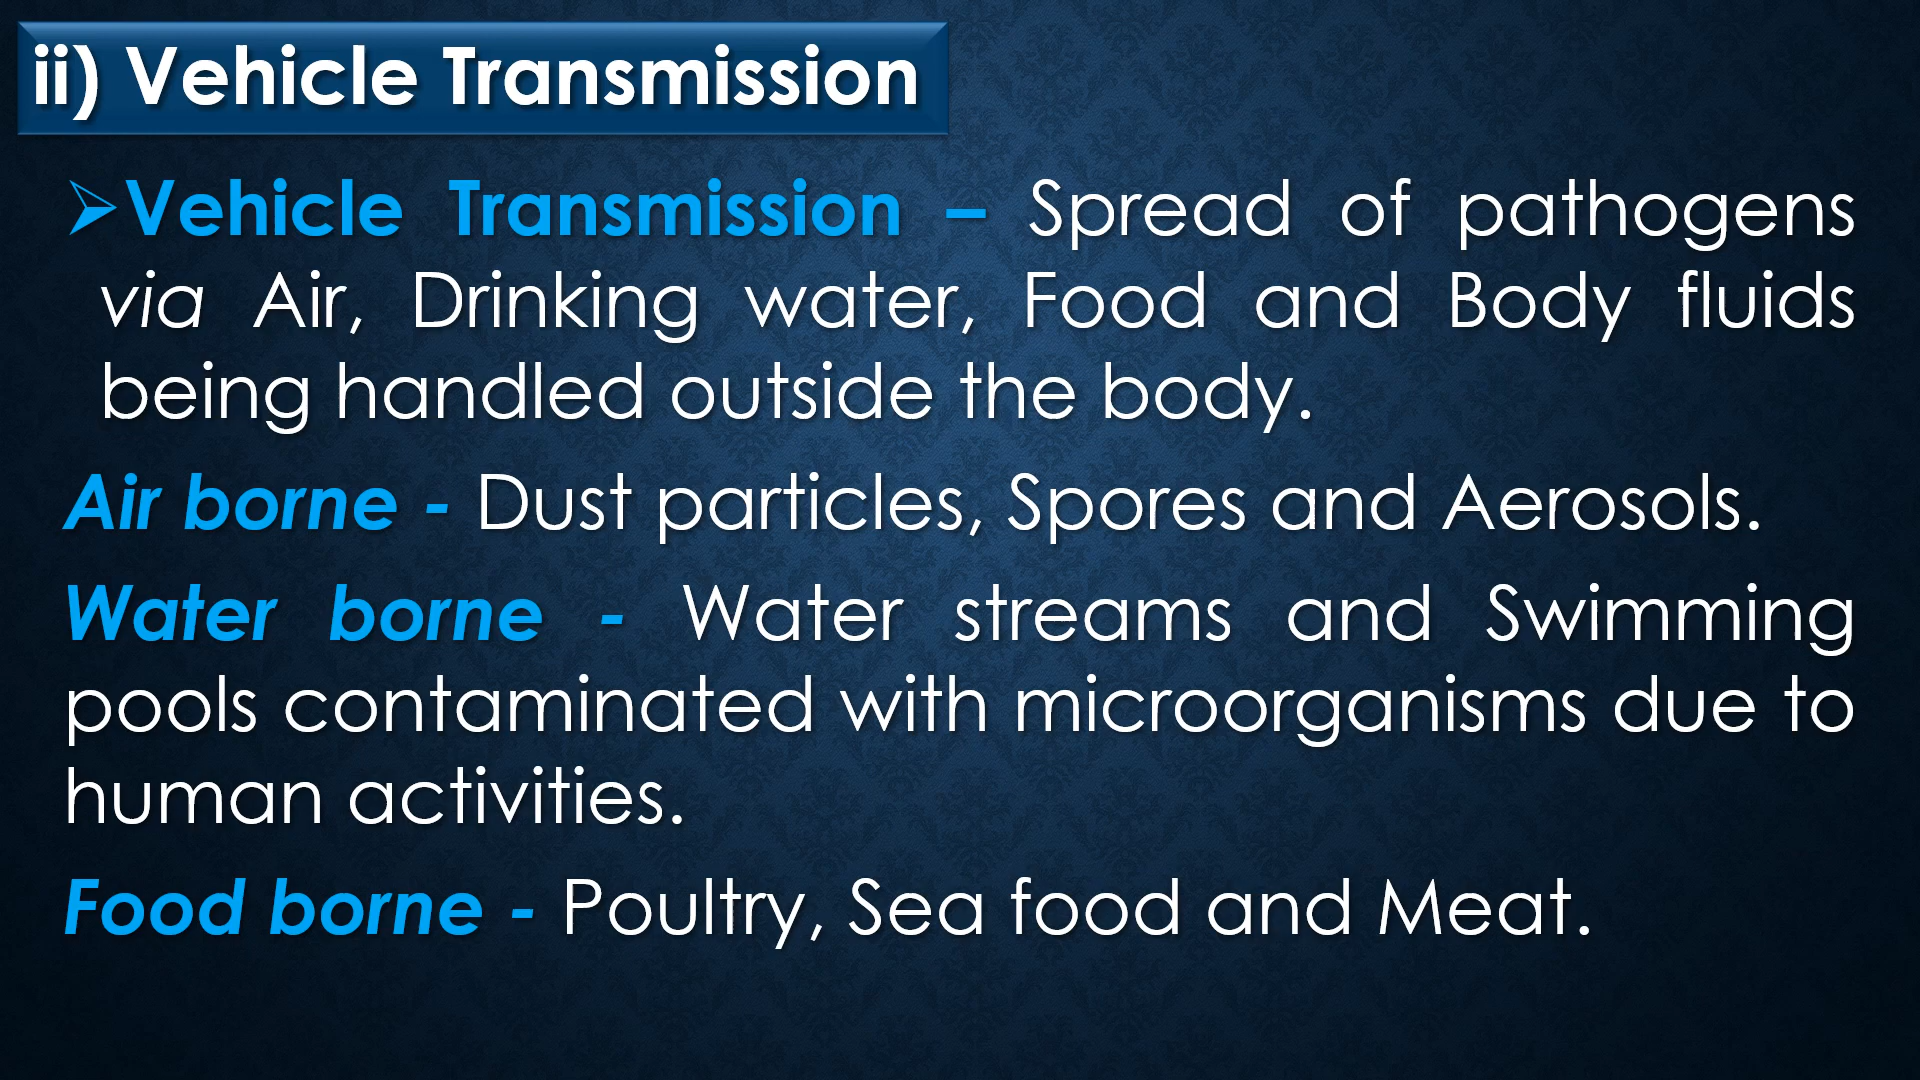 ii) Vehicle Transmission
➢Vehicle Transmission – Spread of pathogens
via Air, Drinking water, Food and Body fluids
being handled outside the body.
Air borne - Dust particles, Spores and Aerosols.
Water borne - Water streams and Swimming
pools contaminated with microorganisms due to
human activities.
Food borne - Poultry, Sea food and Meat.